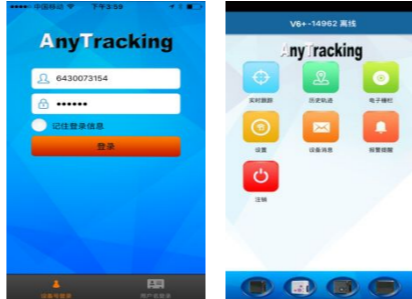 中国移动 下午3:59
AnyTracking
6430073154
••••••
记住登录信息
登录
设备号登录
用户名登录
V6+-14962 离线
AnyTracking
实时跟踪
历史轨迹
电子栅栏
设置
设备消息
报警提醒
注销